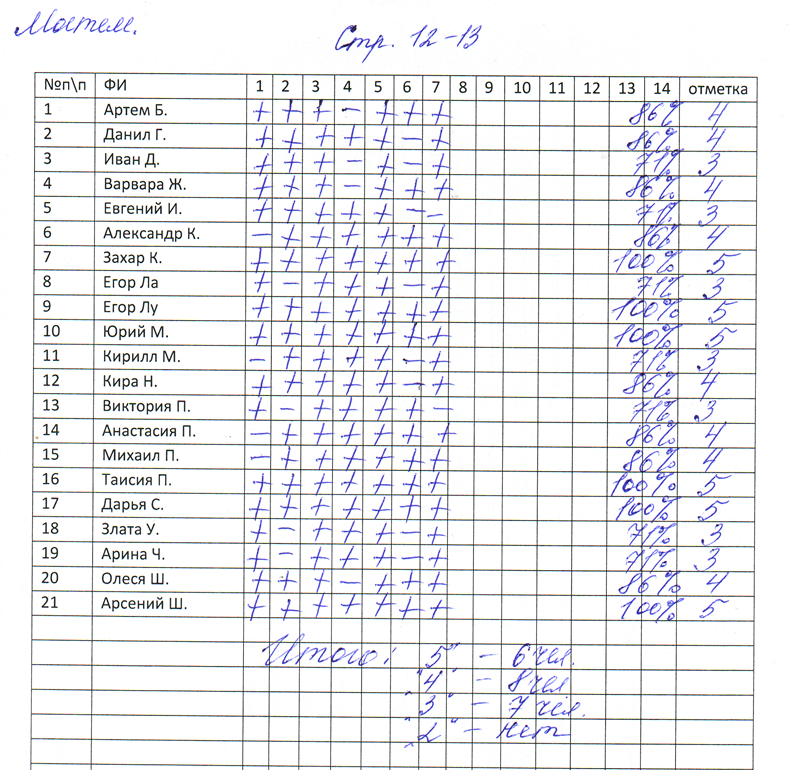 Стр. 12-13
№п\п ФИ 1 2 3 4 5 6 7 8 9 10 11 12 13 14 отметка
1 Артем Б. + + + - + + + 86% 4
2 Данил Г. + + + + + - + 86% 4
3 Иван Д. + + + - + - + 71% 3
4 Варвара Ж. + + + - + + + 86% 4
5 Евгений И. + + + + + - - 71% 3
6 Александр К. - + + + + + + 86% 4
7 Захар К. + + + + + + + 100% 5
8 Егор Ла + - + + + - + 71% 3
9 Егор Лу + + + + + + + 100% 5
10 Юрий М. + + + + + + + 100% 5
11 Кирилл М. - + + + + - + 71% 3
12 Кира Н. + + + + + - + 86% 4
13 Виктория П. + - + + + + - 71% 3
14 Анастасия П. - + + + + + + 86% 4
15 Михаил П. - + + + + + + 86% 4
16 Таисия П. + + + + + + + 100% 5
17 Дарья С. + + + + + + + 100% 5
18 Злата У. + - + + + - + 71% 3
19 Арина Ч. + - + + + - + 71% 3
20 Олеся Ш. + + + - + + + 86% 4
21 Арсений Ш. + + + + + + + 100% 5
Итого: "5" - 6 чел.
"4" - 8 чел
"3" - 7 чел.
"2" - нет